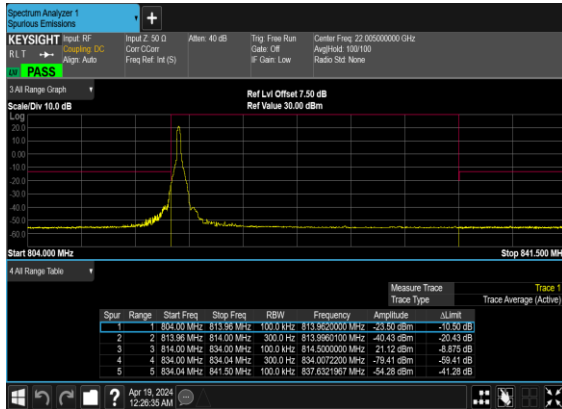 Spectrum Analyzer 1
Spurious Emissions
+
KEYSIGHT Input: RF Input Z: 50 Ω Atten: 40 dB Trig: Free Run Center Freq: 22.005000000 GHz
RLT Coupling: DC Corr CCorr Gate: Off Avg|Hold: 100/100
Align: Auto Freq Ref: Int (S) IF Gain: Low Radio Std: None
LV PASS
3 All Range Graph Ref Lvl Offset 7.50 dB
Scale/Div 10.0 dB Ref Value 30.00 dBm
Log
20.0
10.0
0.00
-10.0
-20.0
-30.0
-40.0
-50.0
-60.0
Start 804.000 MHz Stop 841.500 MHz
4 All Range Table
Measure Trace Trace 1
Trace Type Trace Average (Active)
Spur Range Start Freq Stop Freq RBW Frequency Amplitude ΔLimit
1 1 804.00 MHz 813.96 MHz 100.0 kHz 813.9620000 MHz -23.50 dBm -10.50 dB
2 2 813.96 MHz 814.00 MHz 300.0 Hz 813.9960100 MHz -40.43 dBm -20.43 dB
3 3 814.00 MHz 834.00 MHz 100.0 kHz 814.5000000 MHz 21.12 dBm -8.875 dB
4 4 834.00 MHz 834.04 MHz 300.0 Hz 834.0072200 MHz -79.41 dBm -59.41 dB
5 5 834.04 MHz 841.50 MHz 100.0 kHz 837.6321967 MHz -54.28 dBm -41.28 dB
? Apr 19, 2024
12:26:35 AM